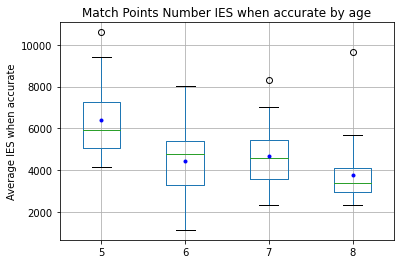 Match Points Number IES when accurate by age
Average IES when accurate
10000
8000
6000
4000
2000
5 6 7 8